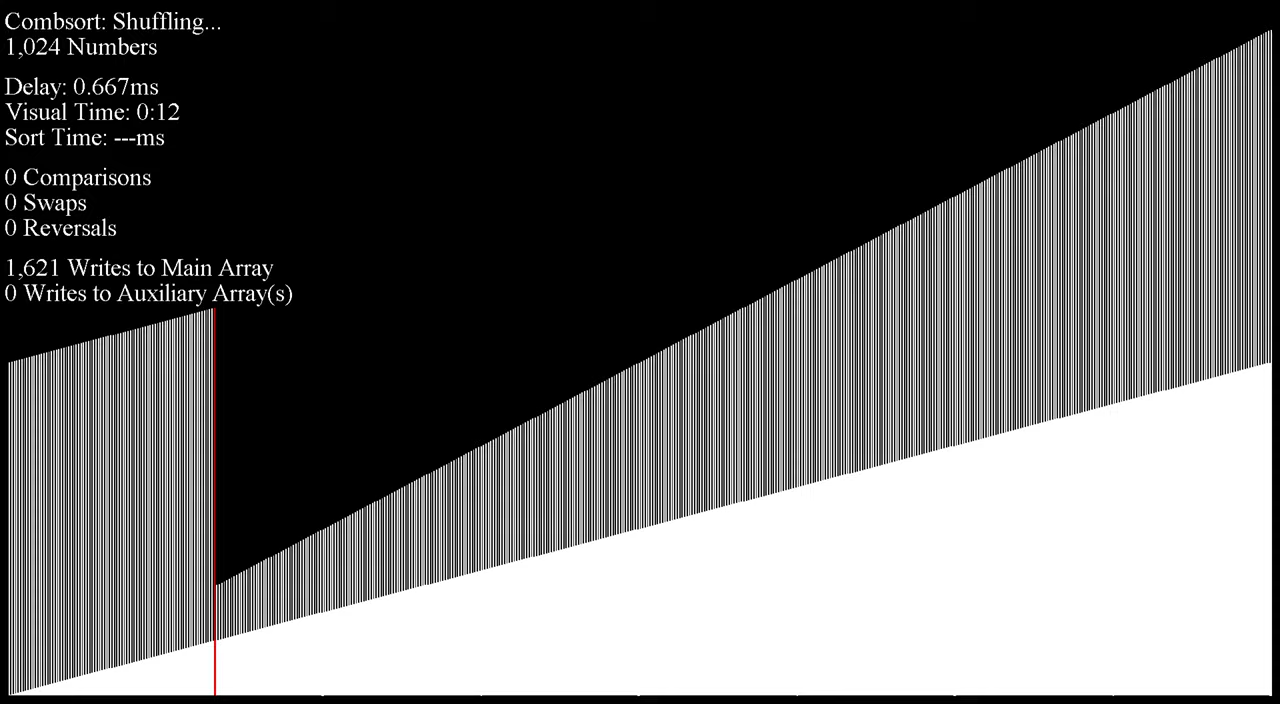 Combsort: Shuffling...
1,024 Numbers
Delay: 0.667ms
Visual Time: 0:12
Sort Time: ---ms
0 Comparisons
0 Swaps
0 Reversals
1,621 Writes to Main Array
0 Writes to Auxiliary Array(s)